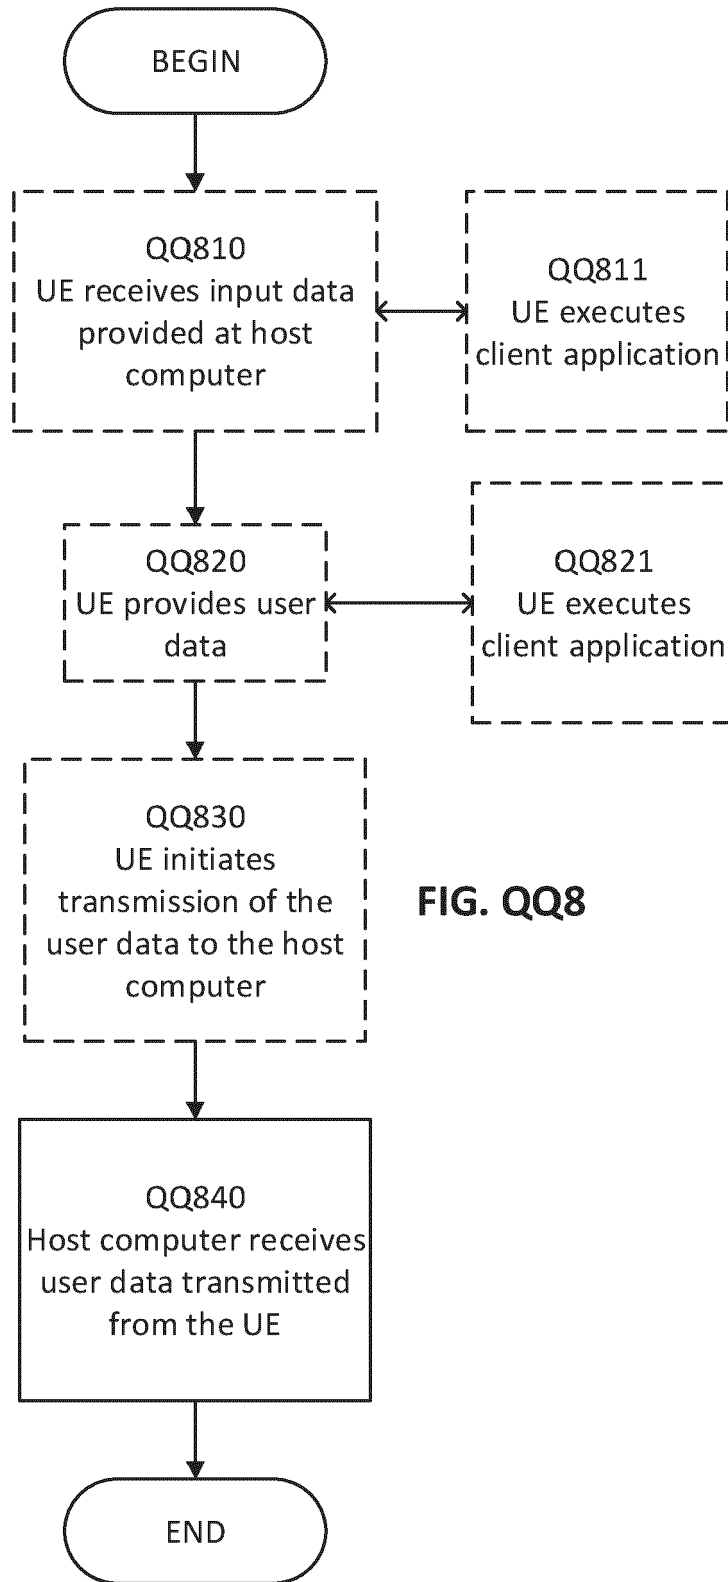 BEGIN
QQ810
UE receives input data
provided at host
computer
QQ811
UE executes
client application
QQ820
UE provides user
data
QQ821
UE executes
client application
QQ830
UE initiates
transmission of the
user data to the host
computer
FIG. QQ8
QQ840
Host computer receives
user data transmitted
from the UE
END